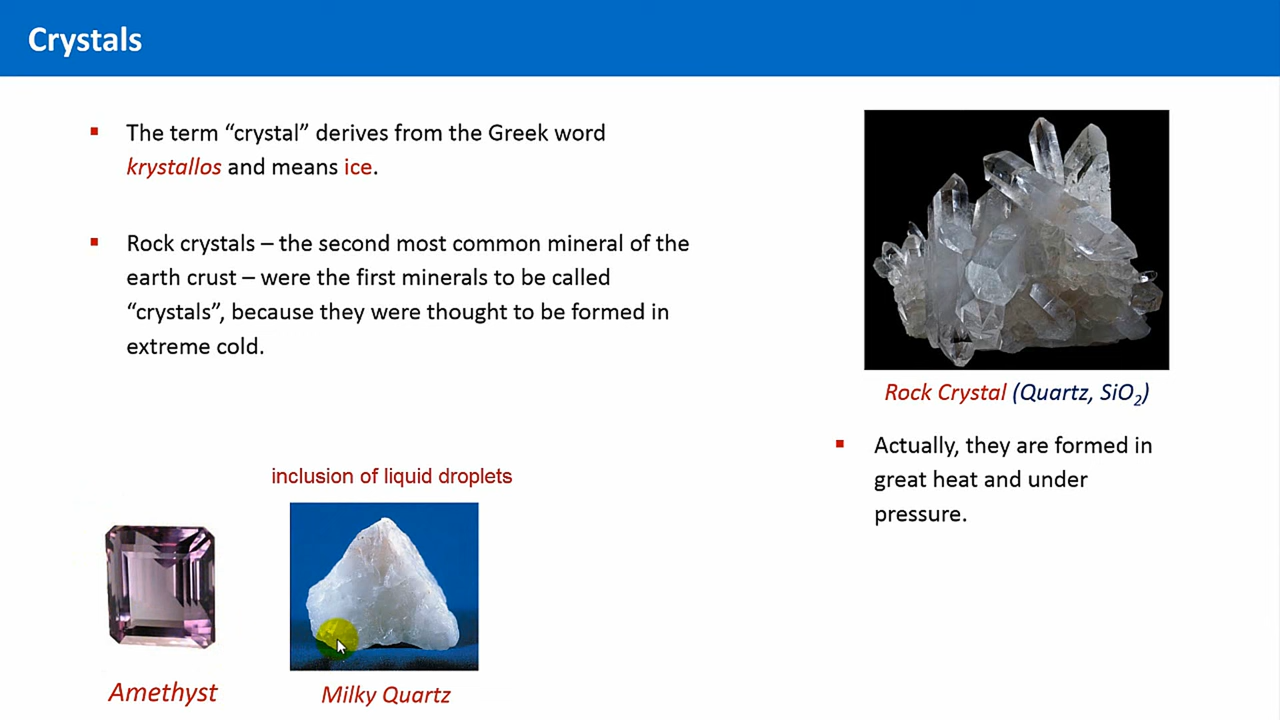 Crystals
The term “crystal” derives from the Greek word
krystallos and means ice.
Rock crystals – the second most common mineral of the
earth crust – were the first minerals to be called
“crystals”, because they were thought to be formed in
extreme cold.
Rock Crystal (Quartz, SiO₂)
Actually, they are formed in
great heat and under
pressure.
inclusion of liquid droplets
Amethyst
Milky Quartz